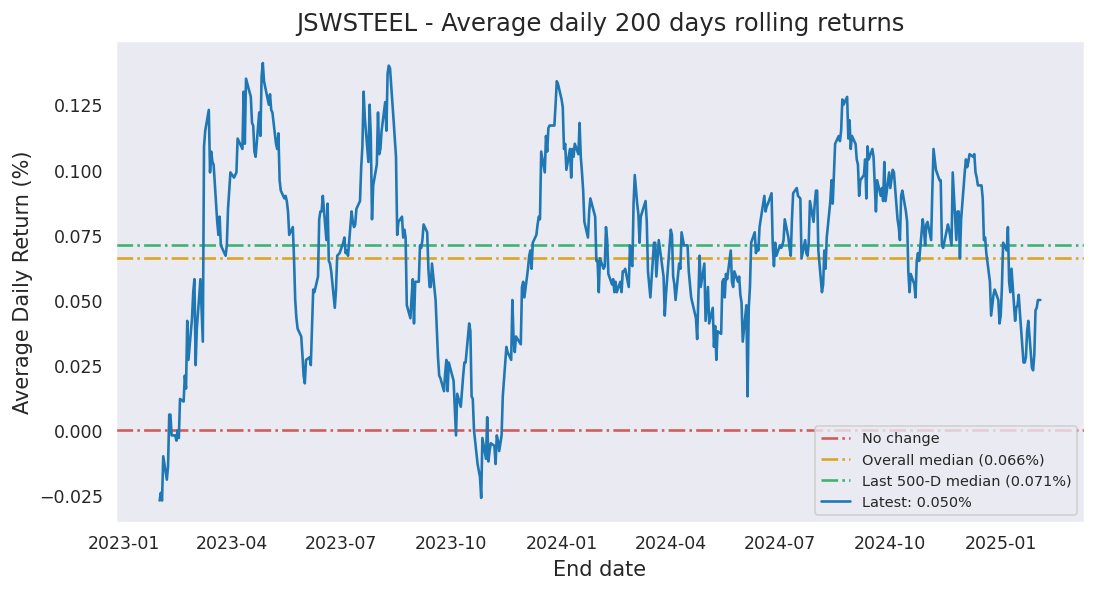 JSWSTEEL - Average daily 200 days rolling returns
Average Daily Return (%)
0.125
0.100
0.075
0.050
0.025
0.000
−0.025
2023-01
2023-04
2023-07
2023-10
2024-01
2024-04
2024-07
2024-10
2025-01
End date
No change
Overall median (0.066%)
Last 500-D median (0.071%)
Latest: 0.050%